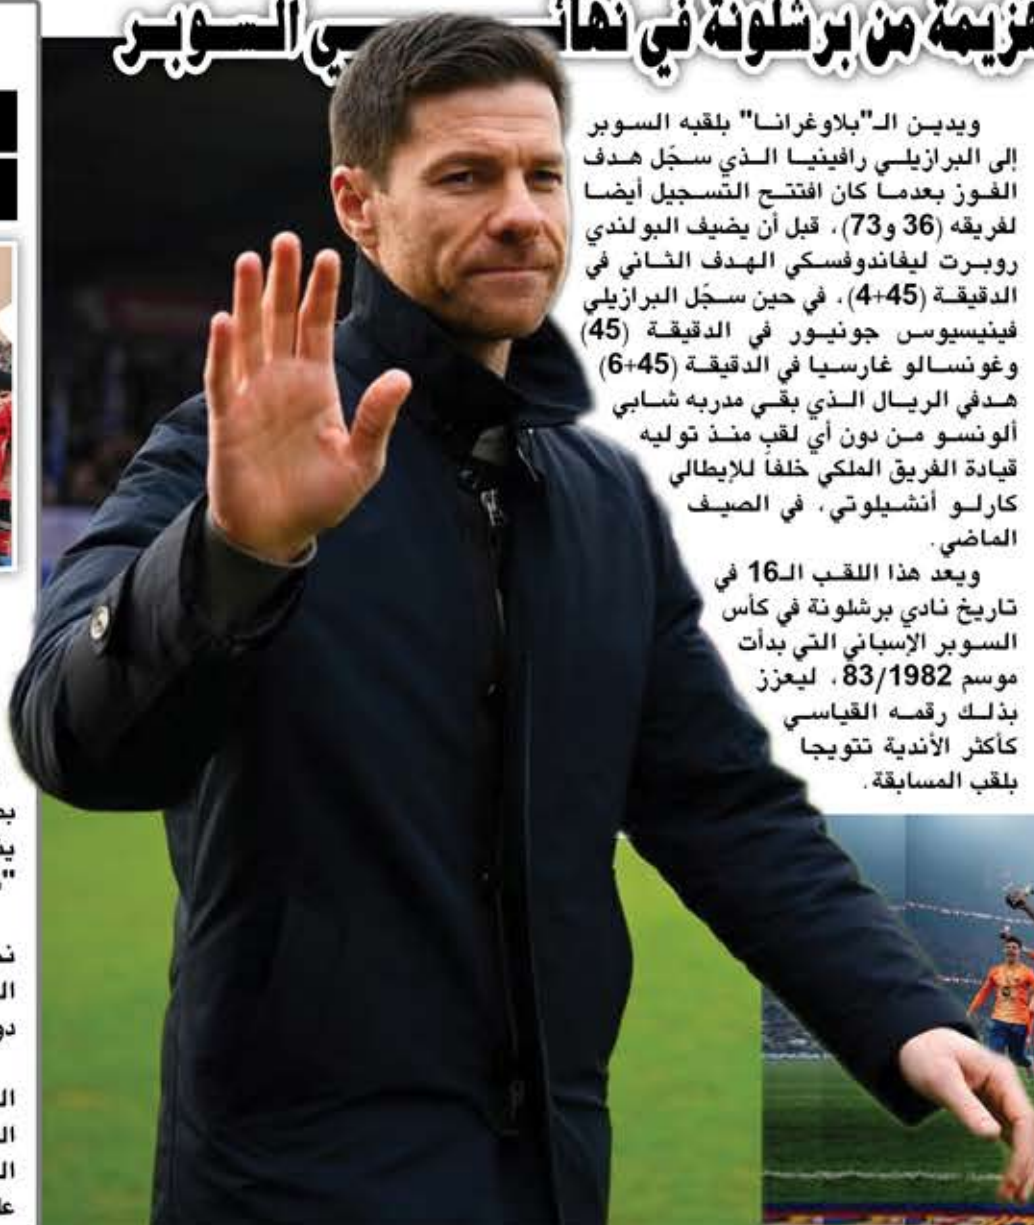 هزيمة من برشلونة في نهائي السوبر
ويدين الـ"بلاوغرانا" بلقبه السوبر
إلى البرازيلي رافينيا الذي سجّل هدف
الفوز بعدما كان افتتح التسجيل أيضا
لفريقه (36 و73)، قبل أن يضيف البولندي
روبرت ليفاندوفسكي الهدف الثاني في
الدقيقة (45+4)، في حين سجّل البرازيلي
فينيسيوس جونيور في الدقيقة (45)
وغونسالو غارسيا في الدقيقة (45+6)
هدفي الريال الذي بقي مدربه شابي
ألونسو من دون أي لقب منذ توليه
قيادة الفريق الملكي خلفاً للإيطالي
كارلو أنشيلوتي، في الصيف
الماضي.
ويعد هذا اللقب الـ16 في
تاريخ نادي برشلونة في كأس
السوبر الإسباني التي بدأت
موسم 83/1982، ليعزز
بذلك رقمه القياسي
كأكثر الأندية تتويجا
بلقب المسابقة.